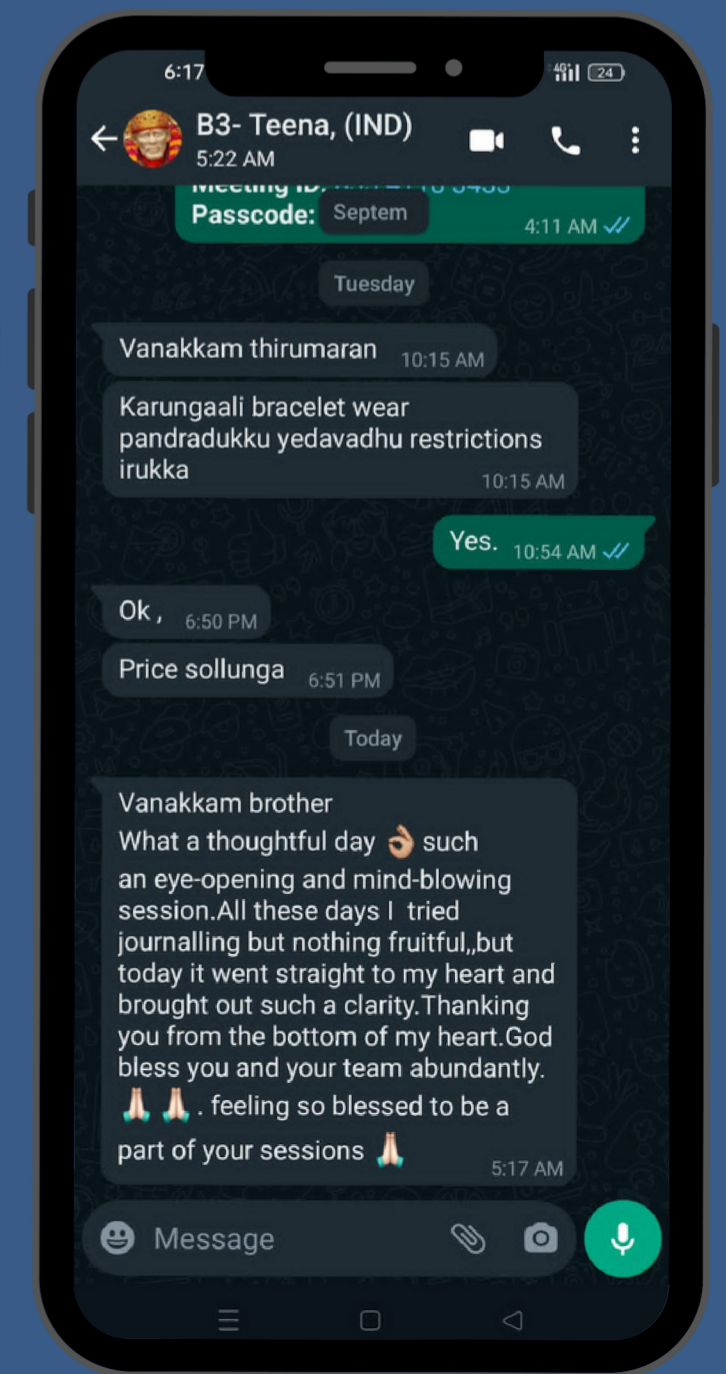 6:17
4G 24
B3- Teena, (IND)
5:22 AM
Meeting ID:
Passcode: Septem
4:11 AM
Tuesday
Vanakkam thirumaran 10:15 AM
Karungaali bracelet wear
pandradukku yedavadhu restrictions
irukka
10:15 AM
Yes. 10:54 AM
Ok , 6:50 PM
Price sollunga 6:51 PM
Today
Vanakkam brother
What a thoughtful day 👌🏼 such
an eye-opening and mind-blowing
session.All these days I tried
journalling but nothing fruitful,,but
today it went straight to my heart and
brought out such a clarity.Thanking
you from the bottom of my heart.God
bless you and your team abundantly.
🙏🏻 🙏🏻 . feeling so blessed to be a
part of your sessions 🙏🏻
5:17 AM
Message